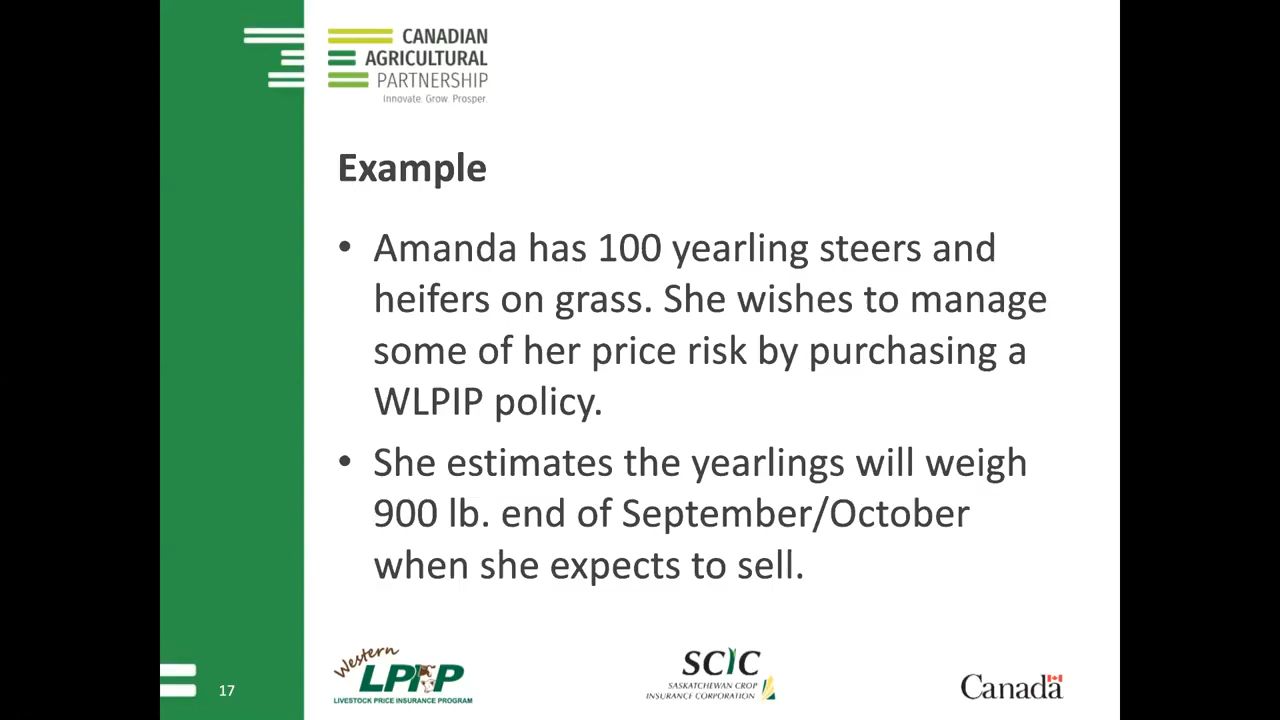 CANADIAN
AGRICULTURAL
PARTNERSHIP
Innovate. Grow. Prosper.
Example
• Amanda has 100 yearling steers and
heifers on grass. She wishes to manage
some of her price risk by purchasing a
WLPIP policy.
• She estimates the yearlings will weigh
900 lb. end of September/October
when she expects to sell.
17
Western
LPIP
LIVESTOCK PRICE INSURANCE PROGRAM
SCIC
SASKATCHEWAN CROP
INSURANCE CORPORATION
Canada